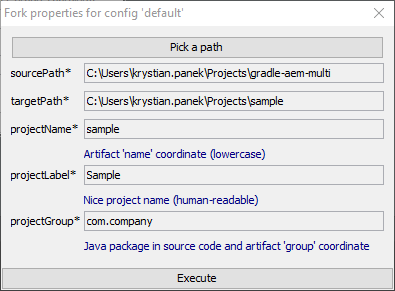 Fork properties for config 'default'
Pick a path
sourcePath* C:\Users\krystian.panek\Projects\gradle-aem-multi
targetPath* C:\Users\krystian.panek\Projects\sample
projectName* sample
Artifact 'name' coordinate (lowercase)
projectLabel* Sample
Nice project name (human-readable)
projectGroup* com.company
Java package in source code and artifact 'group' coordinate
Execute